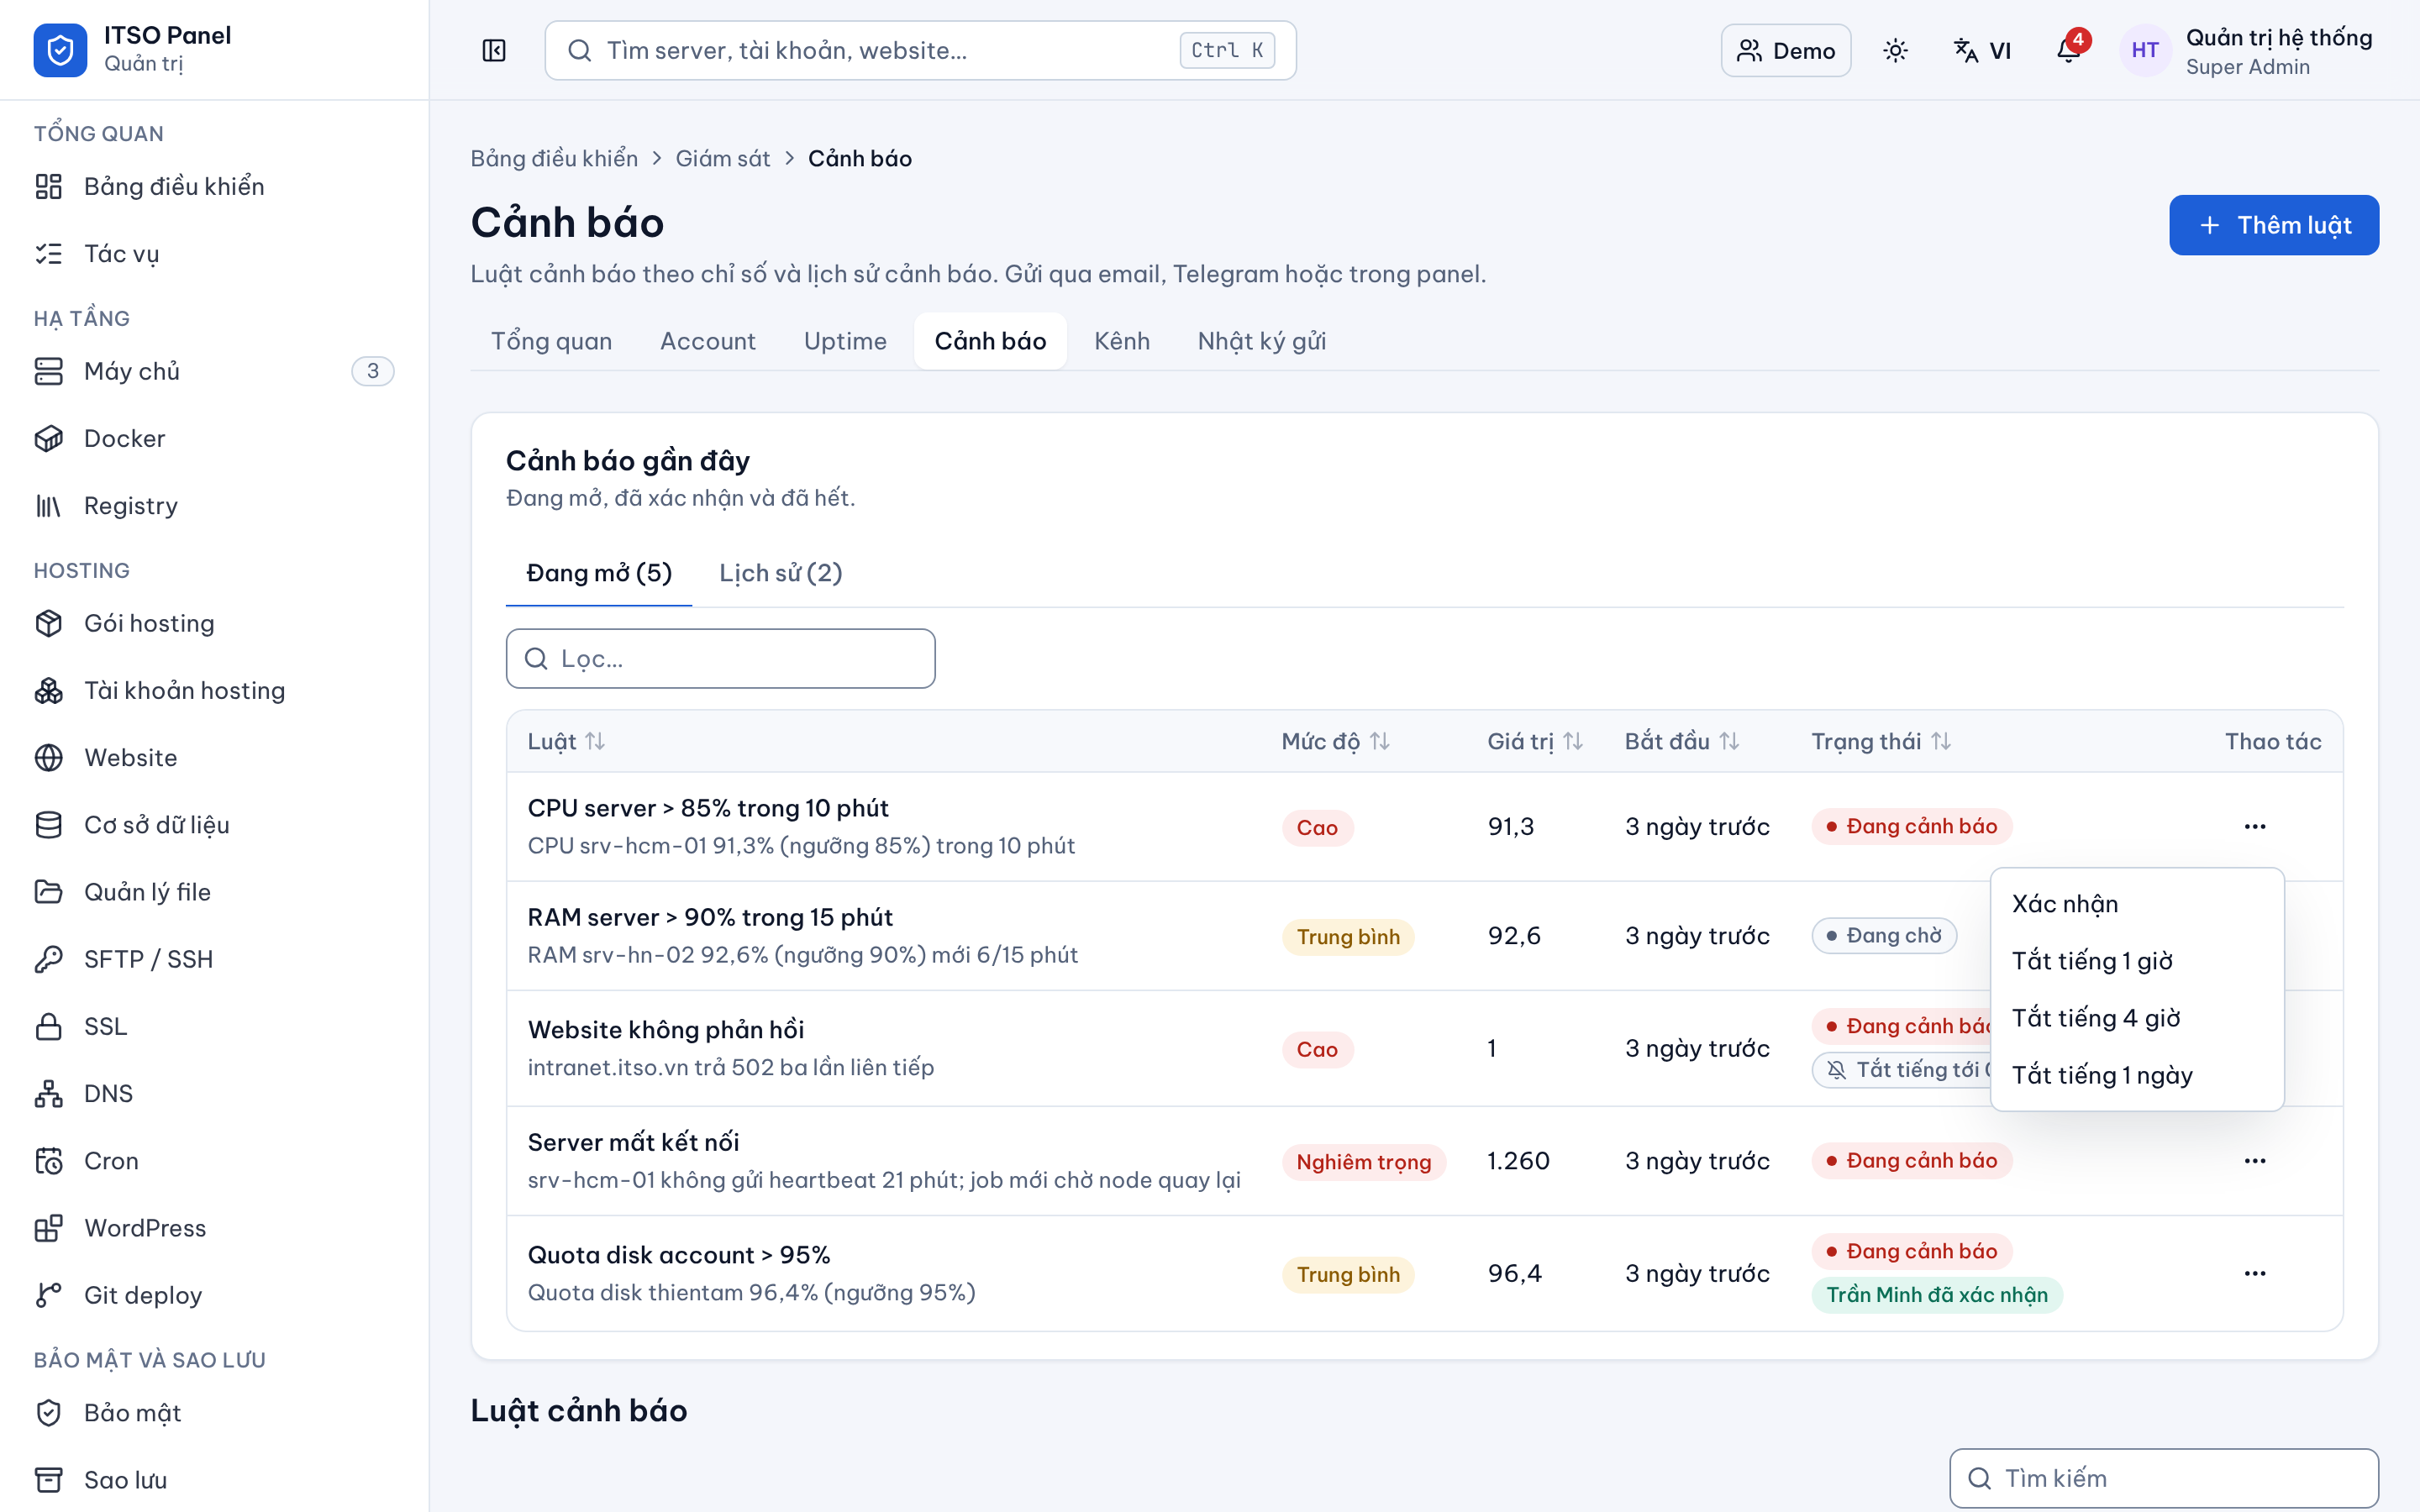 ITSO Panel
Quản trị
Tìm server, tài khoản, website...
Ctrl K
Demo
VI
4
HT
Quản trị hệ thống
Super Admin
TỔNG QUAN
Bảng điều khiển
Tác vụ
HẠ TẦNG
Máy chủ
3
Docker
Registry
HOSTING
Gói hosting
Tài khoản hosting
Website
Cơ sở dữ liệu
Quản lý file
SFTP / SSH
SSL
DNS
Cron
WordPress
Git deploy
BẢO MẬT VÀ SAO LƯU
Bảo mật
Sao lưu
Bảng điều khiển > Giám sát > Cảnh báo
Cảnh báo
Luật cảnh báo theo chỉ số và lịch sử cảnh báo. Gửi qua email, Telegram hoặc trong panel.
Thêm luật
Tổng quan
Account
Uptime
Cảnh báo
Kênh
Nhật ký gửi
Cảnh báo gần đây
Đang mở, đã xác nhận và đã hết.
Đang mở (5)
Lịch sử (2)
Lọc...
Luật
Mức độ
Giá trị
Bắt đầu
Trạng thái
Thao tác
CPU server > 85% trong 10 phút
CPU srv-hcm-01 91,3% (ngưỡng 85%) trong 10 phút
Cao
91,3
3 ngày trước
Đang cảnh báo
RAM server > 90% trong 15 phút
RAM srv-hn-02 92,6% (ngưỡng 90%) mới 6/15 phút
Trung bình
92,6
3 ngày trước
Đang chờ
Website không phản hồi
intranet.itso.vn trả 502 ba lần liên tiếp
Cao
1
3 ngày trước
Đang cảnh
Tắt tiếng tới
Xác nhận
Tắt tiếng 1 giờ
Tắt tiếng 4 giờ
Tắt tiếng 1 ngày
Server mất kết nối
srv-hcm-01 không gửi heartbeat 21 phút; job mới chờ node quay lại
Nghiêm trọng
1.260
3 ngày trước
Đang cảnh báo
Quota disk account > 95%
Quota disk thientam 96,4% (ngưỡng 95%)
Trung bình
96,4
3 ngày trước
Đang cảnh báo
Trần Minh đã xác nhận
Luật cảnh báo
Tìm kiếm